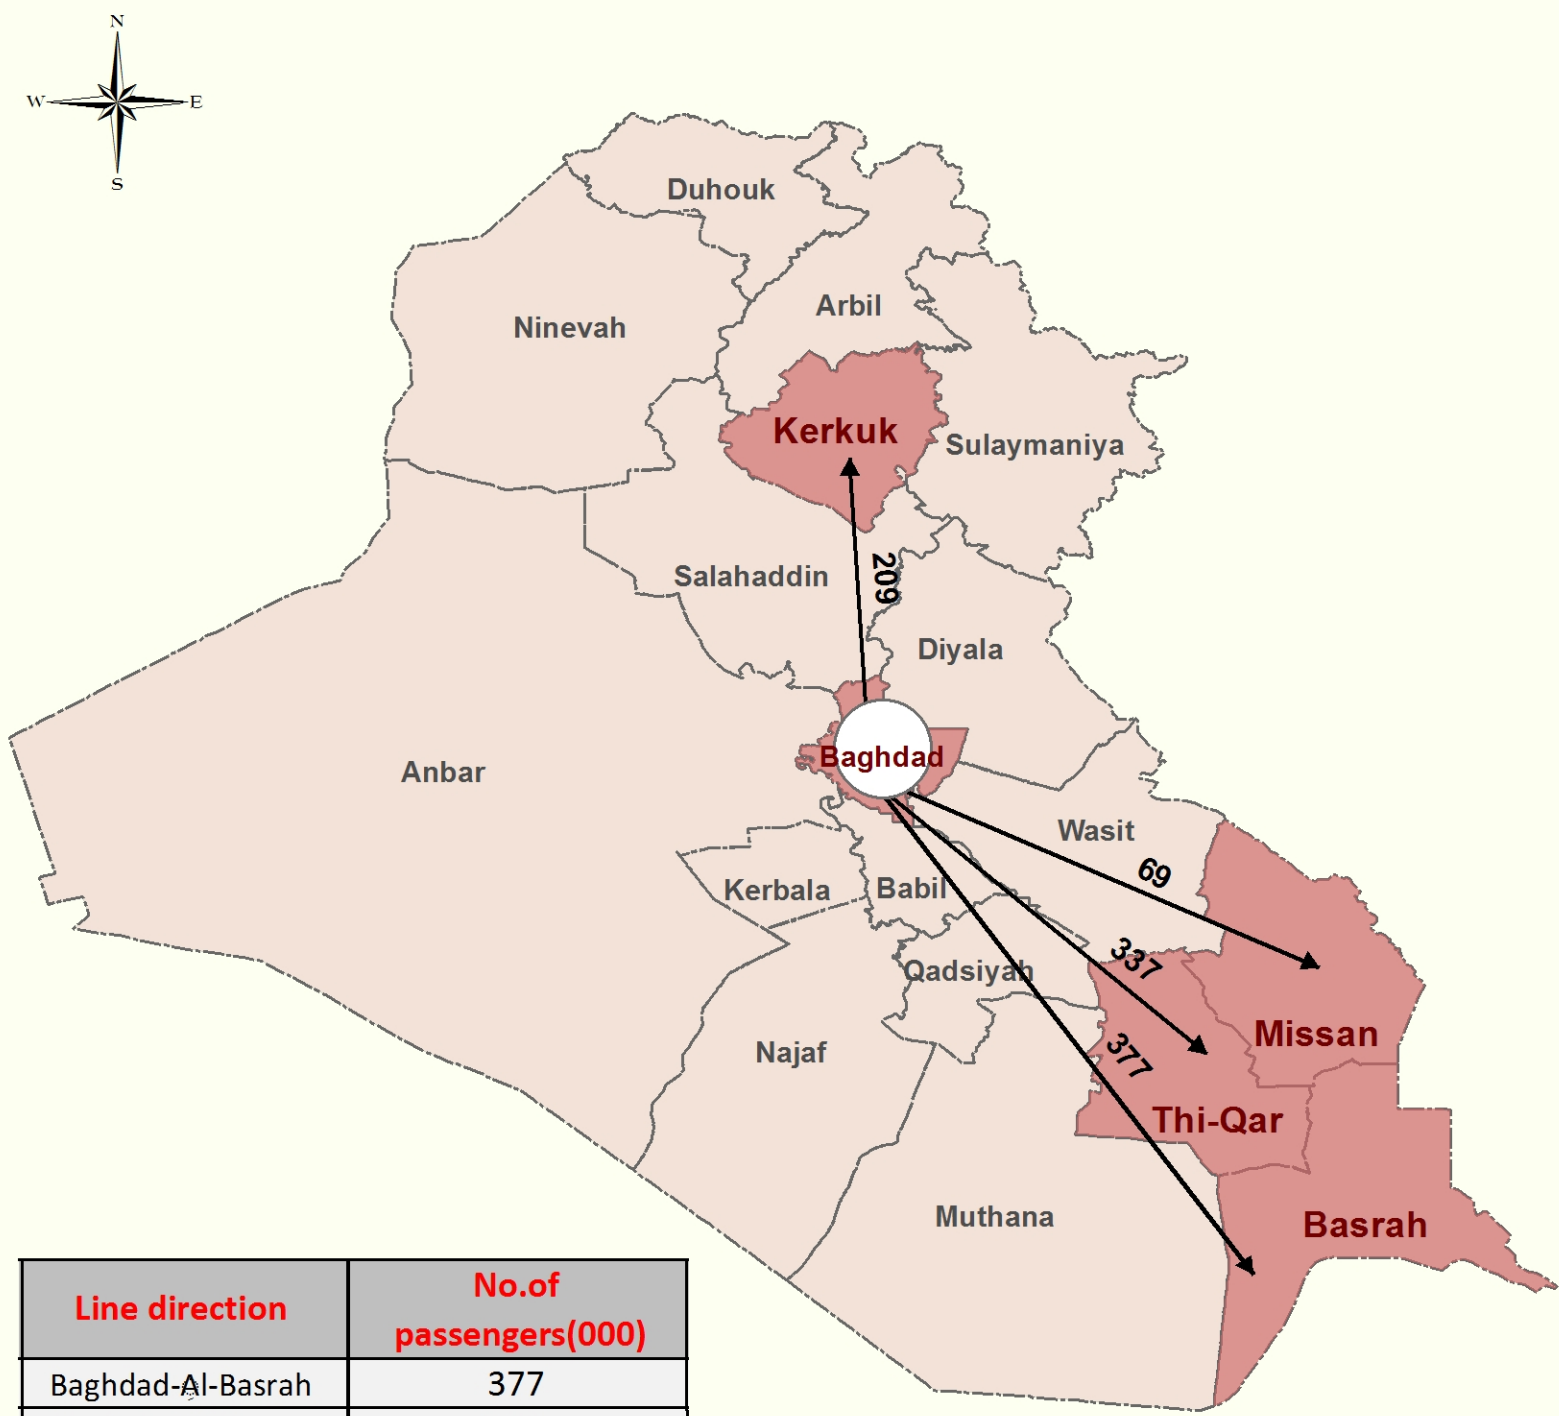 N
W E
S
Duhouk
Arbil
Ninevah
Kerkuk
Sulaymaniya
209
Salahaddin
Diyala
Baghdad
Anbar
Wasit
69
Kerbala
Babil
337
Qadsiyah
Missan
377
Najaf
Thi-Qar
Muthana
Basrah
Line direction
No.of
passengers(000)
Baghdad-Al-Basrah 377